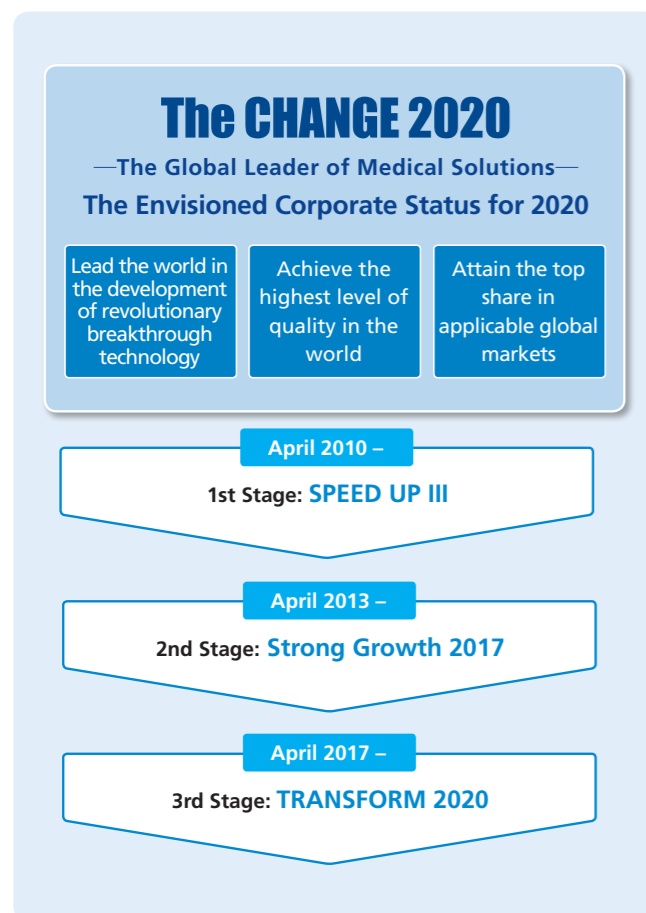 The CHANGE 2020
—The Global Leader of Medical Solutions—
The Envisioned Corporate Status for 2020
Lead the world in
the development
of revolutionary
breakthrough
technology
Achieve the
highest level of
quality in the
world
Attain the top
share in
applicable global
markets
April 2010 –
1st Stage: SPEED UP III
April 2013 –
2nd Stage: Strong Growth 2017
April 2017 –
3rd Stage: TRANSFORM 2020